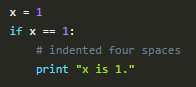 x = 1
if x == 1:
    # indented four spaces
    print "x is 1."